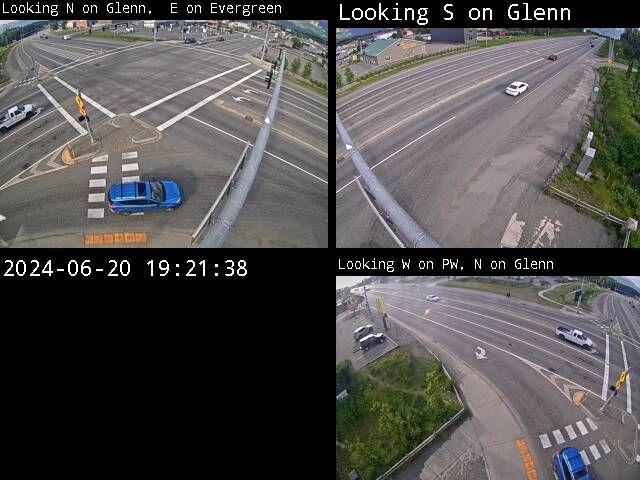 Looking N on Glenn,  E on Evergreen
Looking S on Glenn
2024-06-20 19:21:38
Looking W on PW, N on Glenn